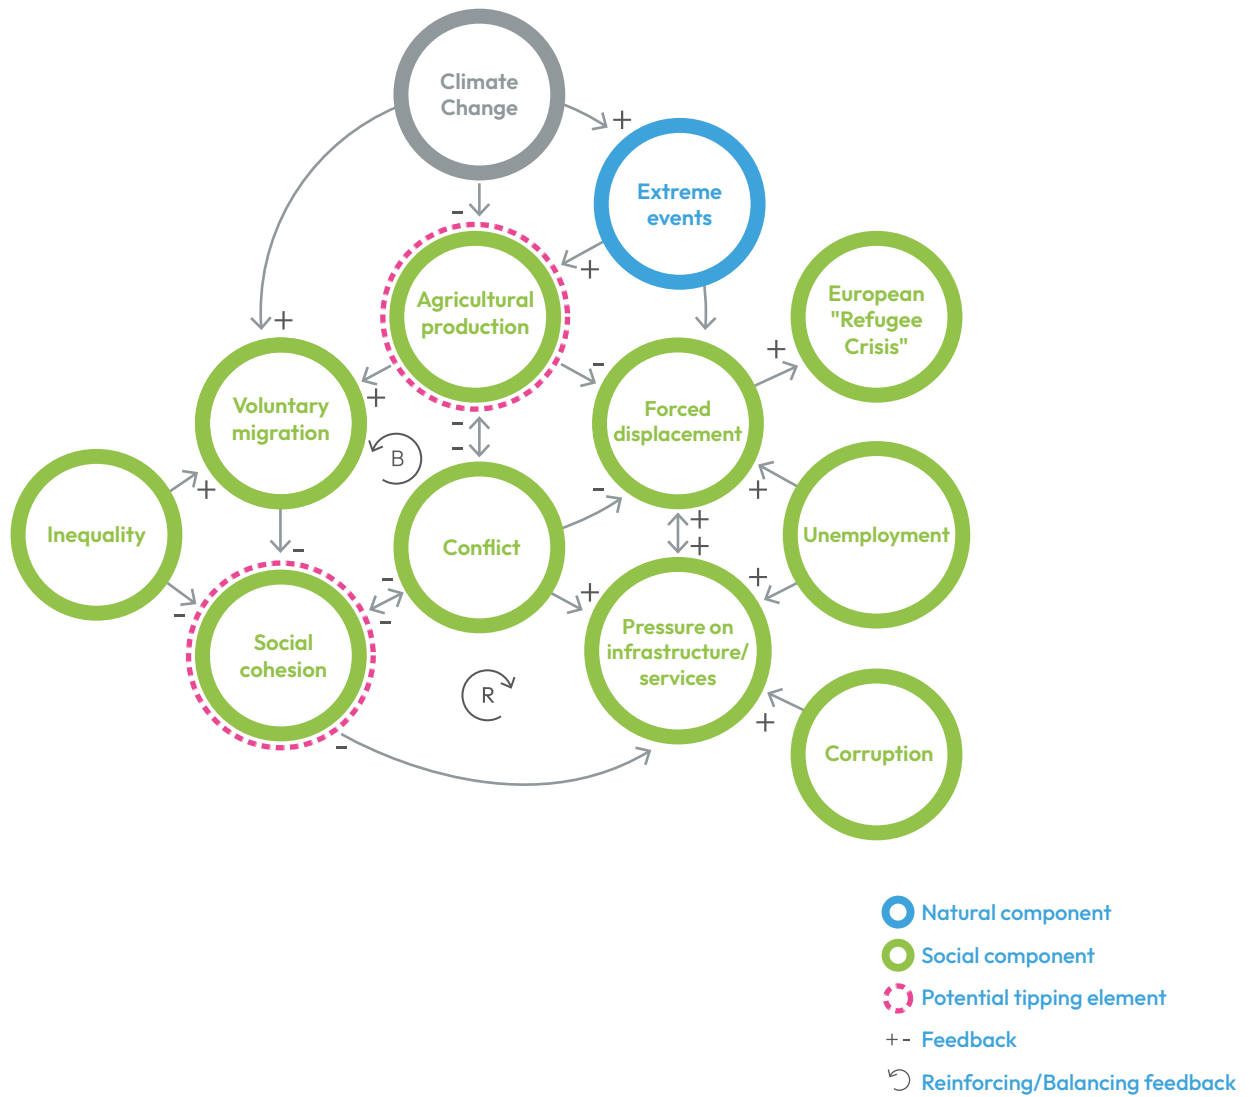 Climate
Change
+
-
Extreme
events
+
Agricultural
production
European
"Refugee
Crisis"
+
+
-
+
Voluntary
migration
-
-
B
Forced
displacement
Inequality
+
-
Conflict
-
+
+
+
Unemployment
+
-
Social
cohesion
-
-
+
Pressure on
infrastructure/
services
R
-
+
Corruption
Natural component
Social component
Potential tipping element
+ - Feedback
Reinforcing/Balancing feedback